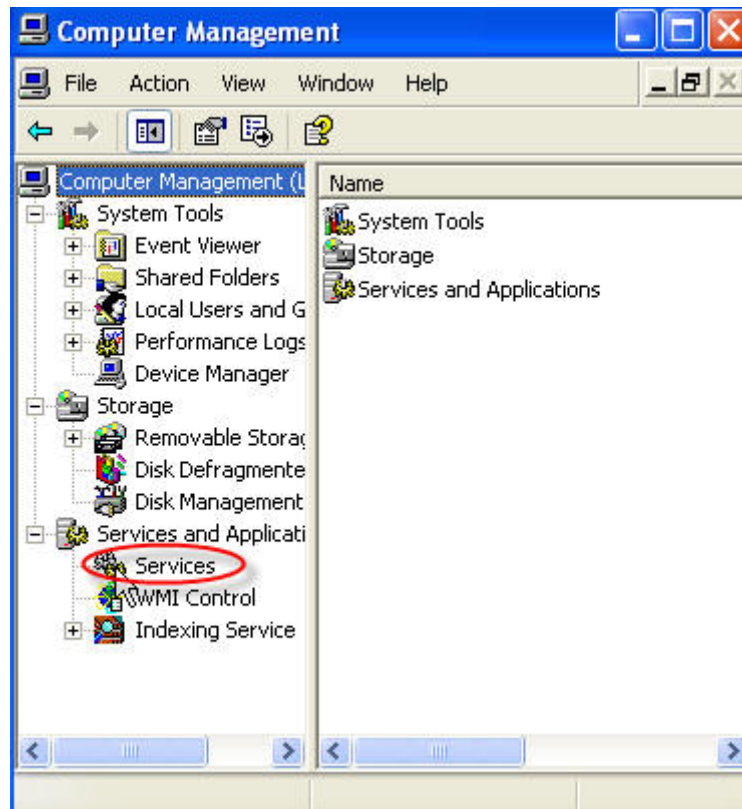 Computer Management
File Action View Window Help
Computer Management (L
Name
System Tools
Event Viewer
Shared Folders
Local Users and G
Performance Logs
Device Manager
Storage
Removable Storag
Disk Defragmente
Disk Management
Services and Applicati
Services
WMI Control
Indexing Service
System Tools
Storage
Services and Applications